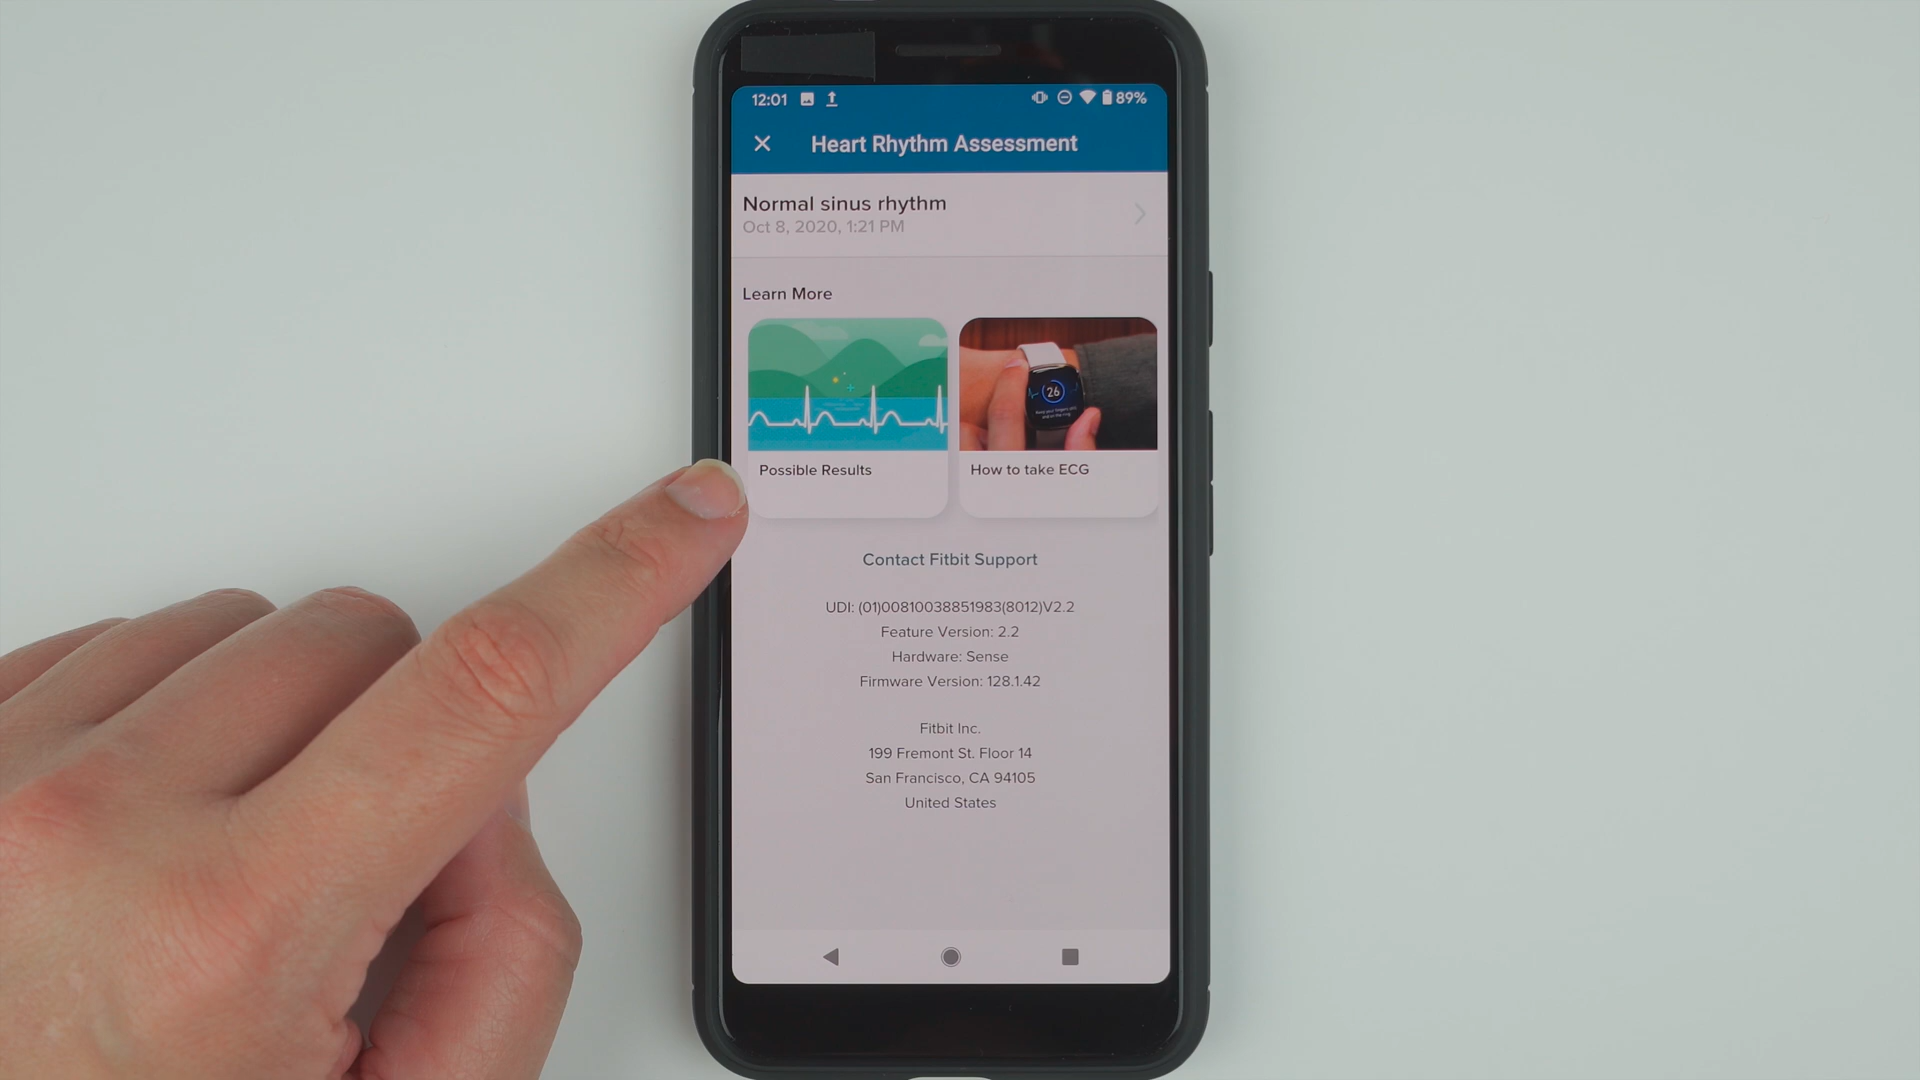 12:01 89%
Heart Rhythm Assessment
Normal sinus rhythm
Oct 8, 2020, 1:21 PM
Learn More
26
Possible Results
How to take ECG
Contact Fitbit Support
UDI: (01)00810038851983(8012)V2.2
Feature Version: 2.2
Hardware: Sense
Firmware Version: 128.1.42
Fitbit Inc.
199 Fremont St. Floor 14
San Francisco, CA 94105
United States